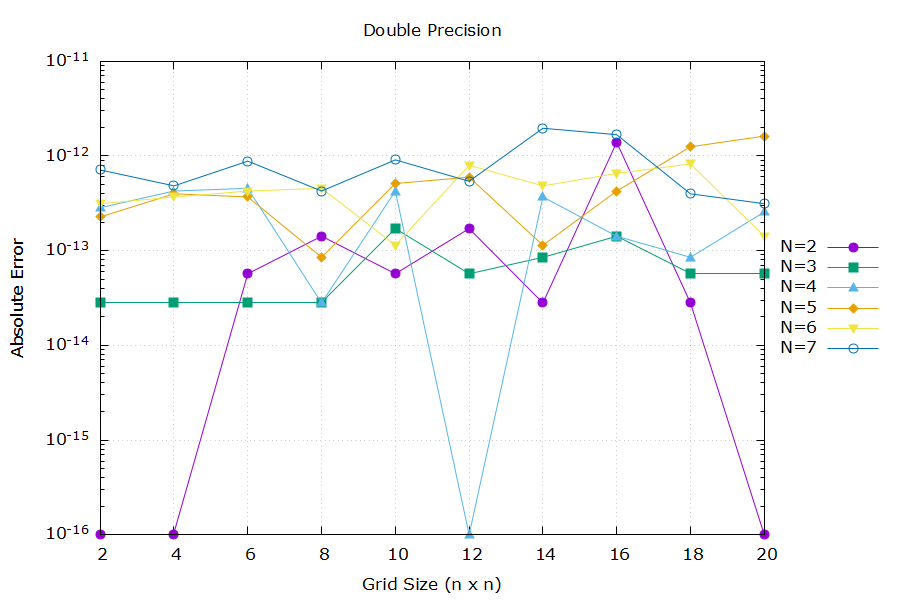 Double Precision
10^-11
10^-12
10^-13
10^-14
10^-15
10^-16
Absolute Error
2 4 6 8 10 12 14 16 18 20
Grid Size (n x n)
N=2
N=3
N=4
N=5
N=6
N=7